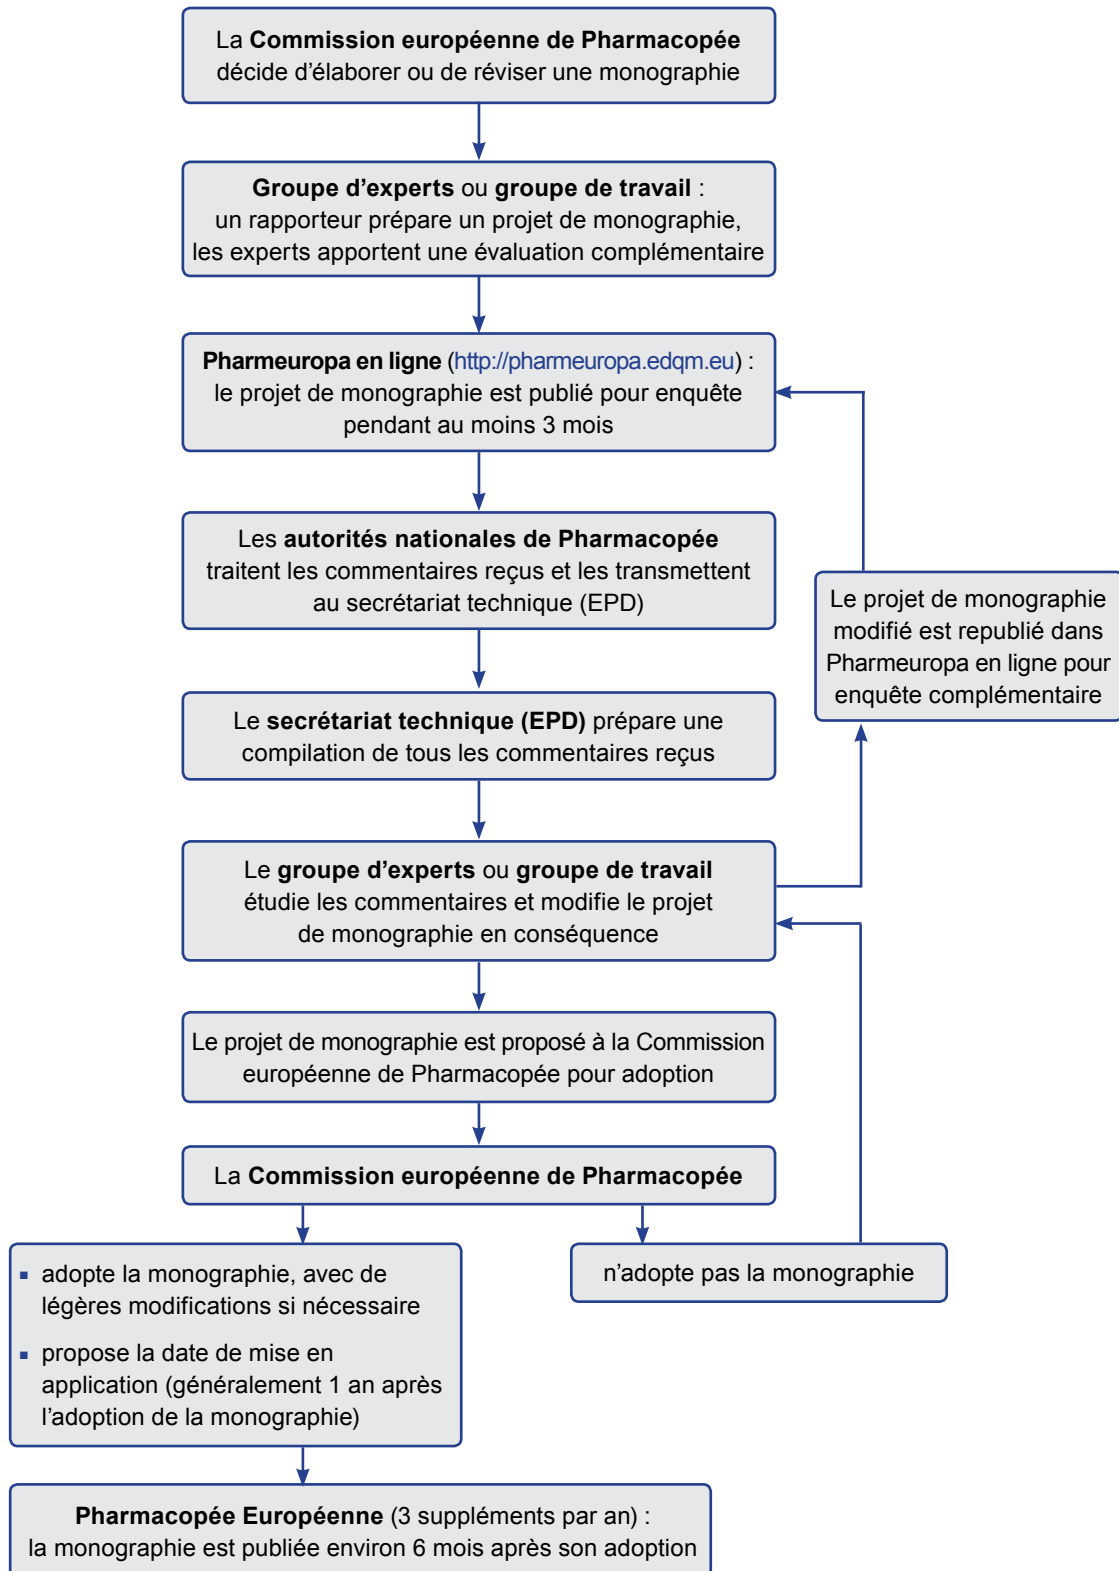 La Commission européenne de Pharmacopée
décide d'élaborer ou de réviser une monographie
Groupe d'experts ou groupe de travail :
un rapporteur prépare un projet de monographie,
les experts apportent une évaluation complémentaire
Pharmeuropa en ligne (http://pharmeuropa.edqm.eu) :
le projet de monographie est publié pour enquête
pendant au moins 3 mois
Les autorités nationales de Pharmacopée
traitent les commentaires reçus et les transmettent
au secrétariat technique (EPD)
Le projet de monographie
modifié est republié dans
Pharmeuropa en ligne pour
enquête complémentaire
Le secrétariat technique (EPD) prépare une
compilation de tous les commentaires reçus
Le groupe d'experts ou groupe de travail
étudie les commentaires et modifie le projet
de monographie en conséquence
Le projet de monographie est proposé à la Commission
européenne de Pharmacopée pour adoption
La Commission européenne de Pharmacopée
▪ adopte la monographie, avec de
légères modifications si nécessaire
▪ propose la date de mise en
application (généralement 1 an après
l'adoption de la monographie)
n'adopte pas la monographie
Pharmacopée Européenne (3 suppléments par an) :
la monographie est publiée environ 6 mois après son adoption